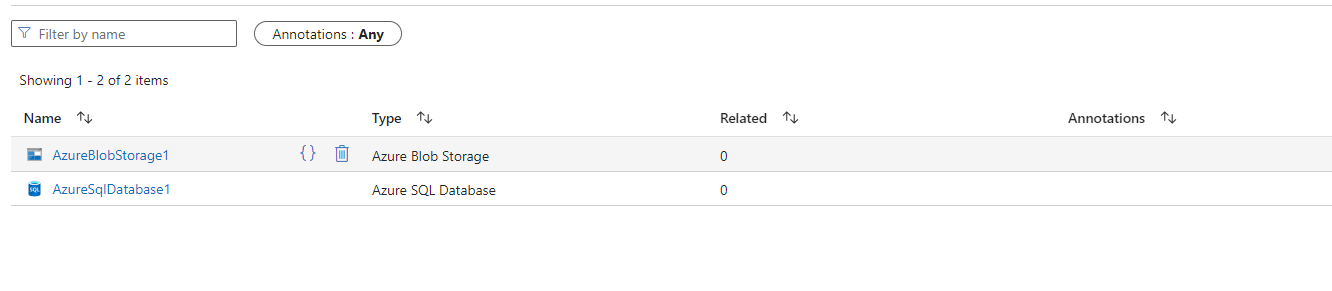 Filter by name
Annotations : Any
Showing 1 - 2 of 2 items
Name Type Related Annotations
AzureBlobStorage1 {} Azure Blob Storage 0
SQL AzureSqlDatabase1 Azure SQL Database 0